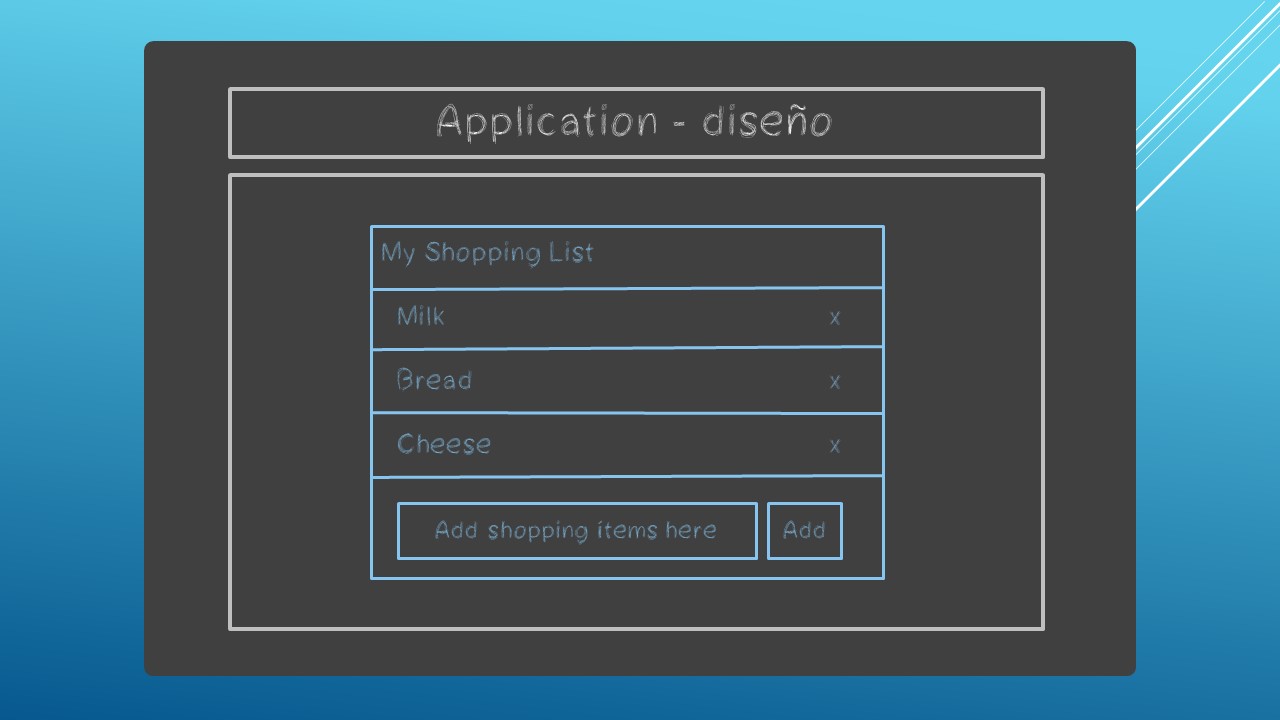 Application - diseño
My Shopping List
Milk x
Bread x
Cheese x
Add shopping items here Add